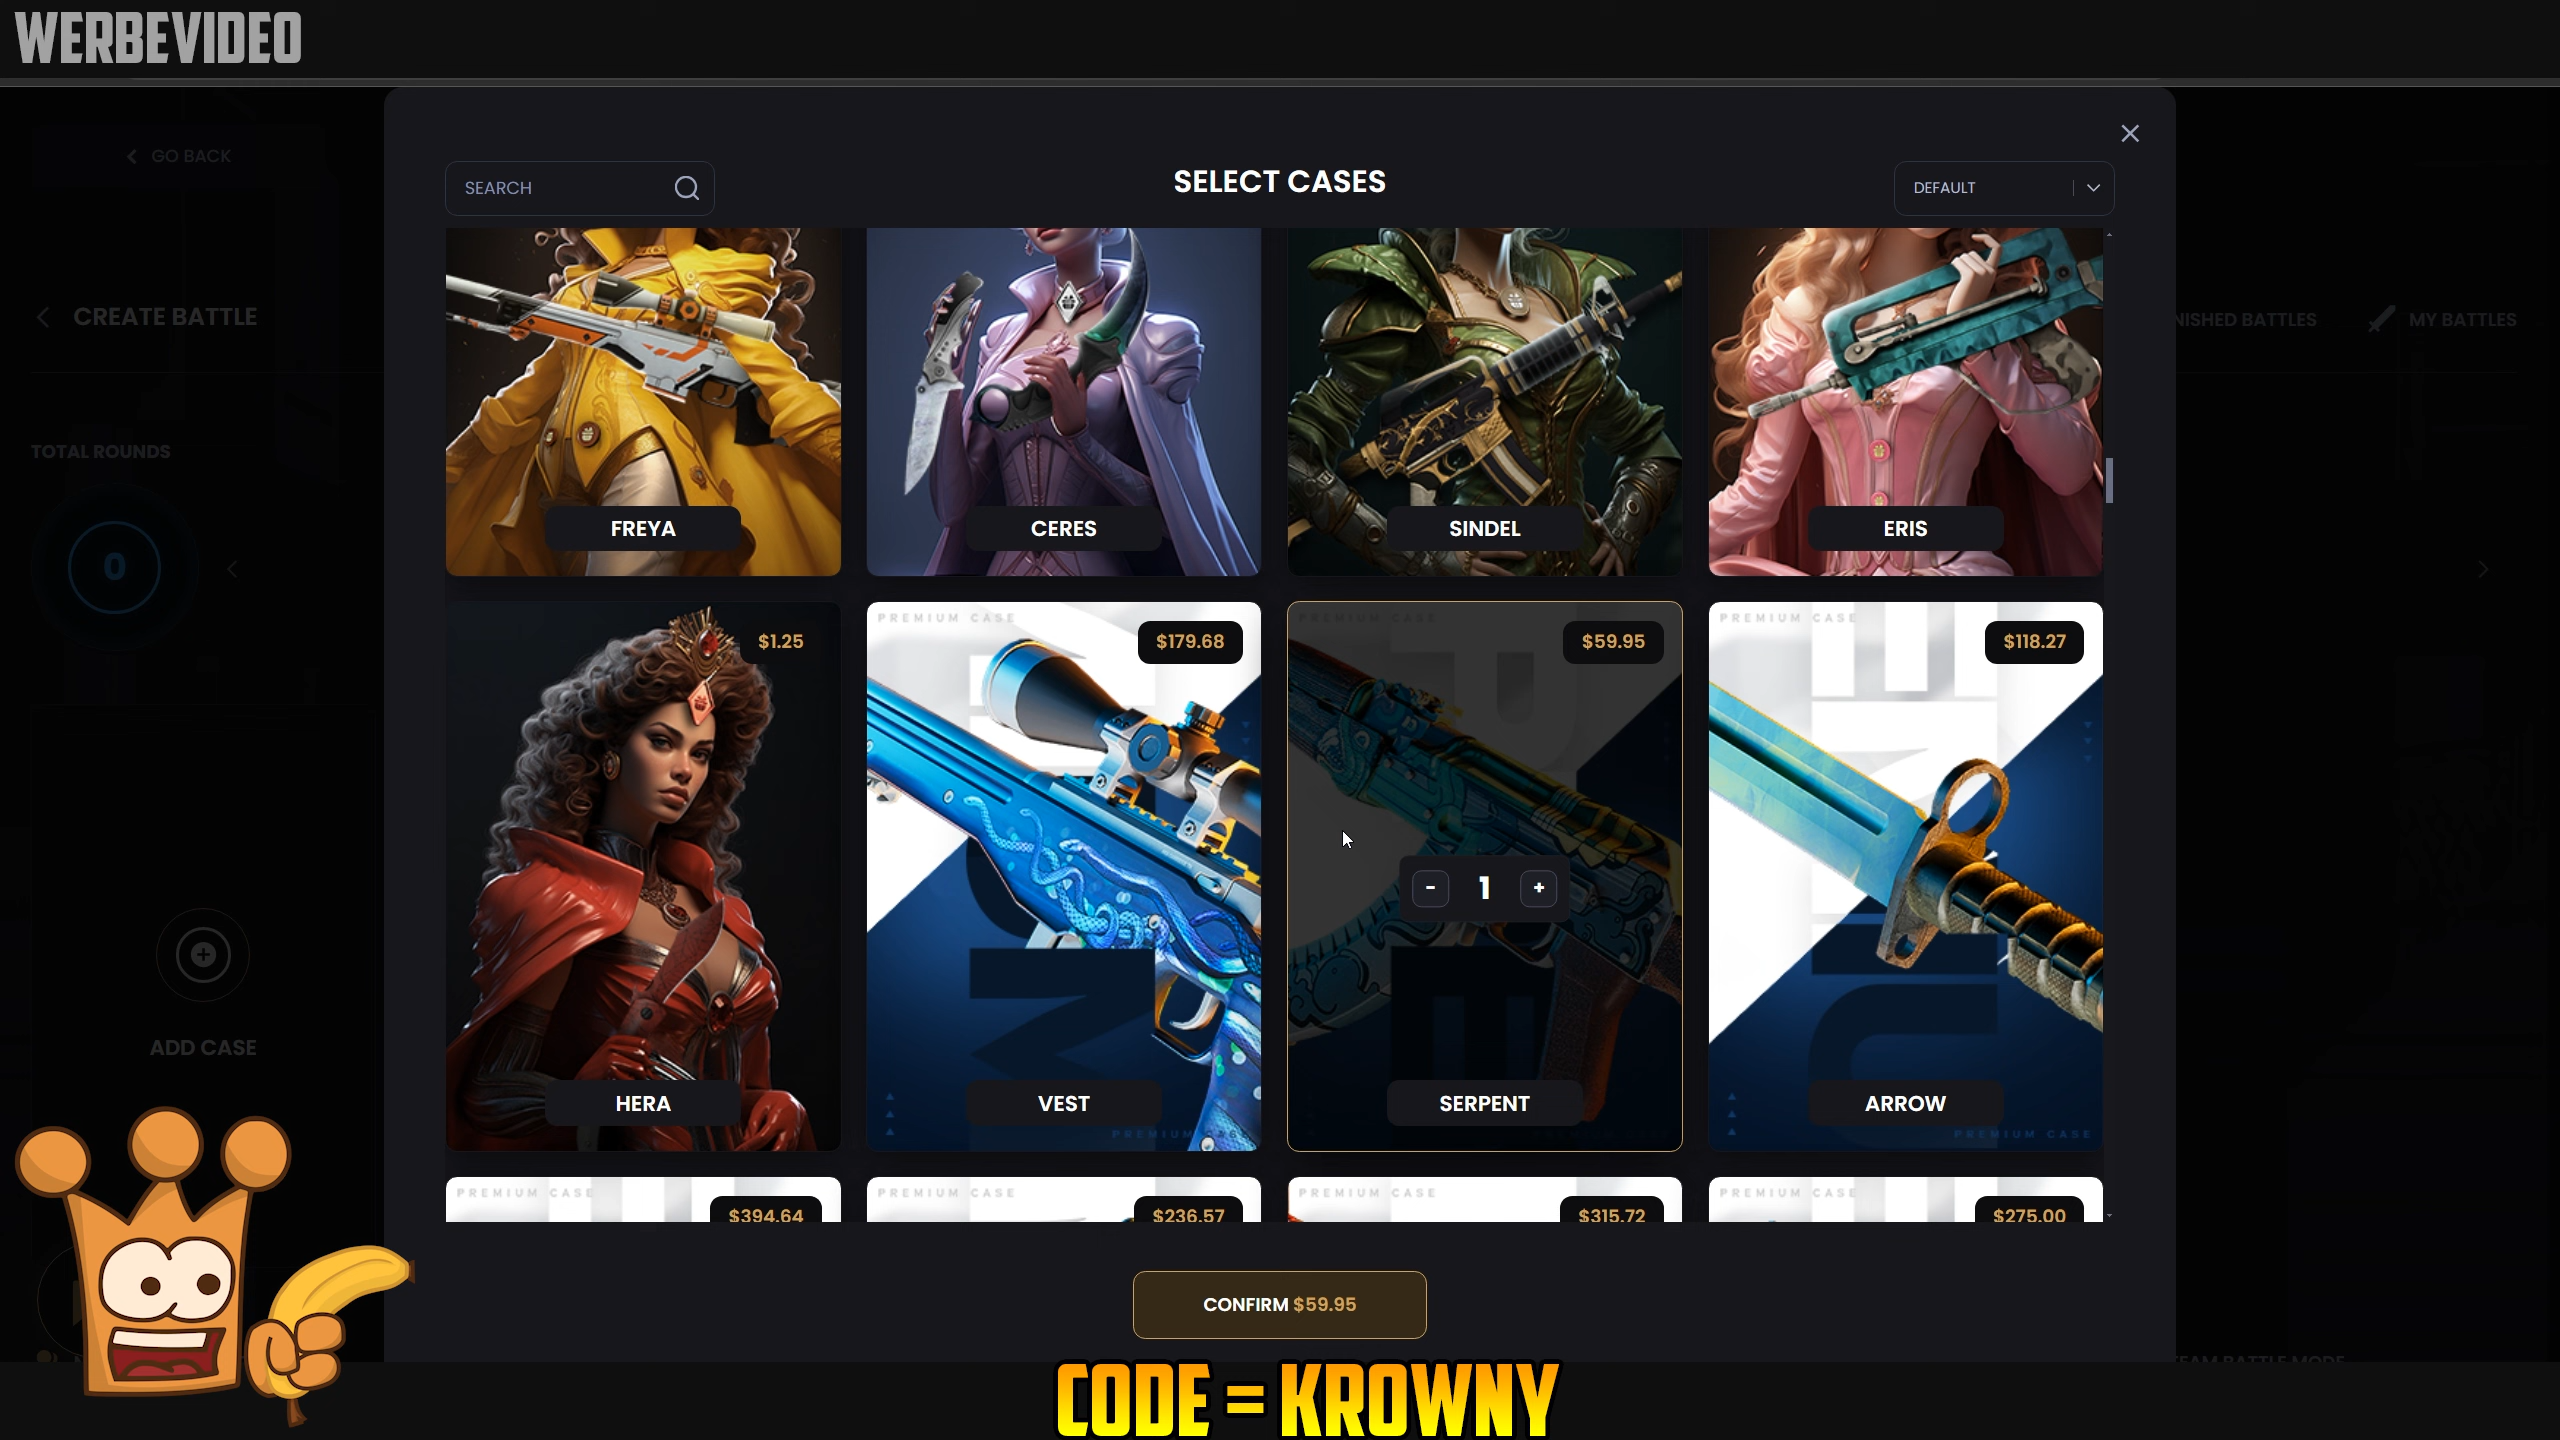 WERBEVIDEO
GO BACK
SEARCH
SELECT CASES
DEFAULT
CREATE BATTLE
NISHED BATTLES
MY BATTLES
TOTAL ROUNDS
0
FREYA
CERES
SINDEL
ERIS
$1.25
PREMIUM CASE
$179.68
PREMIUM CASE
$59.95
PREMIUM CASE
$118.27
- 1 +
ADD CASE
HERA
VEST
SERPENT
ARROW
PREMIUM CASE
PREMIUM CASE
PREMIUM CASE
$394.64
PREMIUM CASE
$236.57
PREMIUM CASE
$315.72
PREMIUM CASE
$275.00
CONFIRM $59.95
TEAM BATTLE MODE
CODE = KROWNY